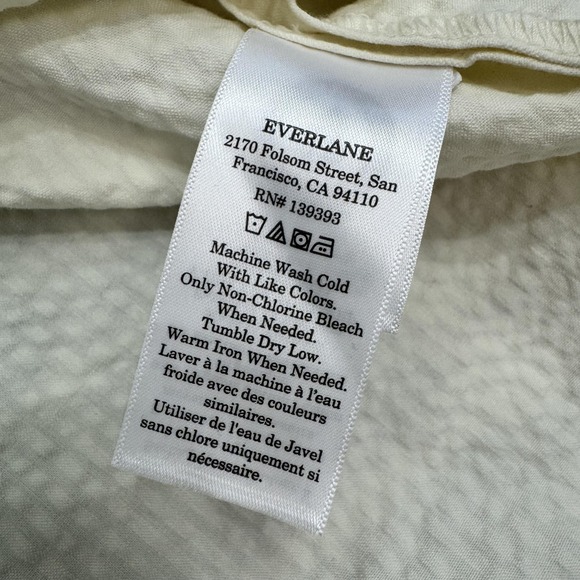 EVERLANE
2170 Folsom Street, San
Francisco, CA 94110
RN# 139393
Machine Wash Cold
With Like Colors.
Only Non-Chlorine Bleach
When Needed.
Tumble Dry Low.
Warm Iron When Needed.
Laver à la machine à l'eau
froide avec des couleurs
similaires.
Utiliser de l'eau de Javel
sans chlore uniquement si
nécessaire.